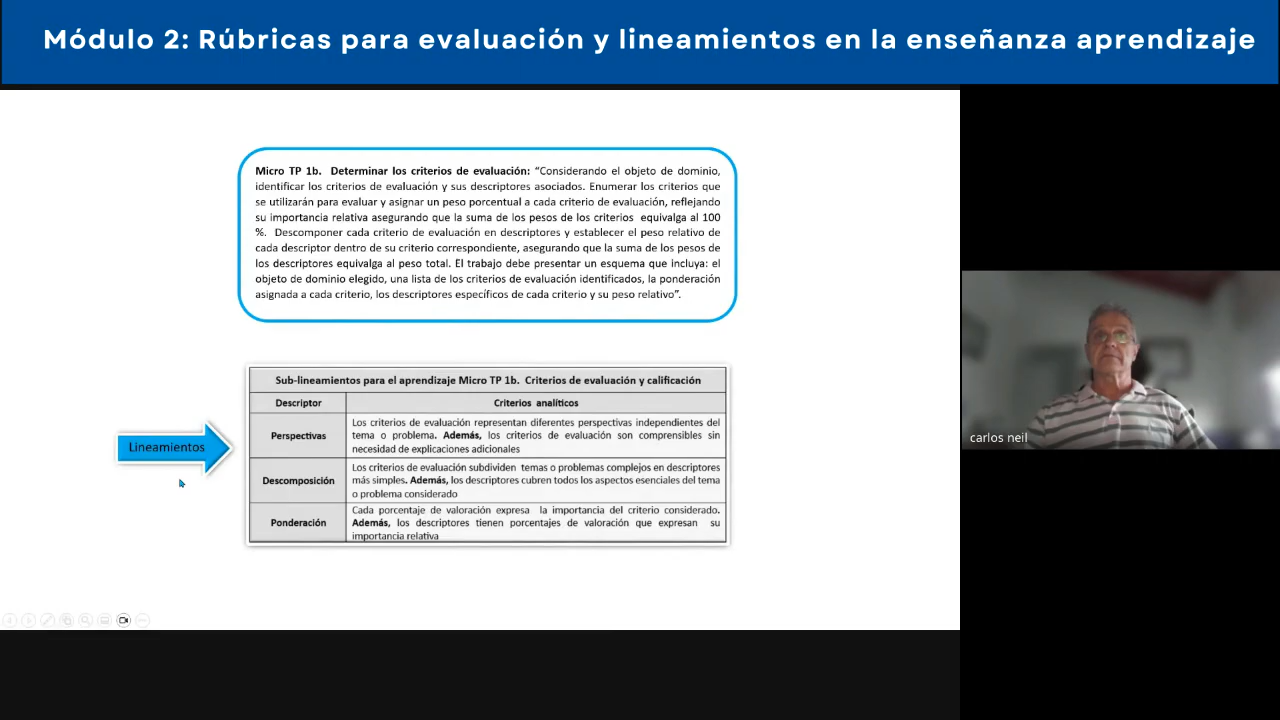 Módulo 2: Rúbricas para evaluación y lineamientos en la enseñanza aprendizaje
Micro TP 1b. Determinar los criterios de evaluación: “Considerando el objeto de dominio,
identificar los criterios de evaluación y sus descriptores asociados. Enumerar los criterios que
se utilizarán para evaluar y asignar un peso porcentual a cada criterio de evaluación, reflejando
su importancia relativa asegurando que la suma de los pesos de los criterios equivalga al 100
%. Descomponer cada criterio de evaluación en descriptores y establecer el peso relativo de
cada descriptor dentro de su criterio correspondiente, asegurando que la suma de los pesos de
los descriptores equivalga al peso total. El trabajo debe presentar un esquema que incluya: el
objeto de dominio elegido, una lista de los criterios de evaluación identificados, la ponderación
asignada a cada criterio, los descriptores específicos de cada criterio y su peso relativo”.
Lineamientos
Sub-lineamientos para el aprendizaje Micro TP 1b. Criterios de evaluación y calificación
Descriptor
Criterios analíticos
Perspectivas
Los criterios de evaluación representan diferentes perspectivas independientes del
tema o problema. Además, los criterios de evaluación son comprensibles sin
necesidad de explicaciones adicionales
Descomposición
Los criterios de evaluación subdividen temas o problemas complejos en descriptores
más simples. Además, los descriptores cubren todos los aspectos esenciales del tema
o problema considerado
Ponderación
Cada porcentaje de valoración expresa la importancia del criterio considerado.
Además, los descriptores tienen porcentajes de valoración que expresan su
importancia relativa
carlos neil